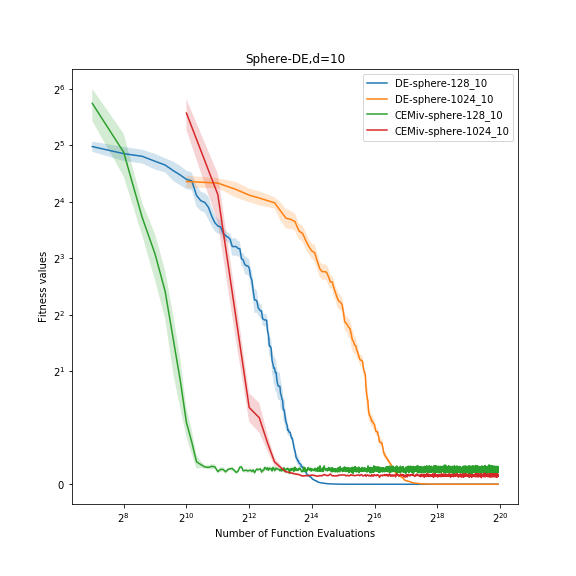 Sphere-DE,d=10
DE-sphere-128_10
DE-sphere-1024_10
CEMiv-sphere-128_10
CEMiv-sphere-1024_10
Fitness values
2^6
2^5
2^4
2^3
2^2
2^1
0
2^8
2^10
2^12
2^14
2^16
2^18
2^20
Number of Function Evaluations